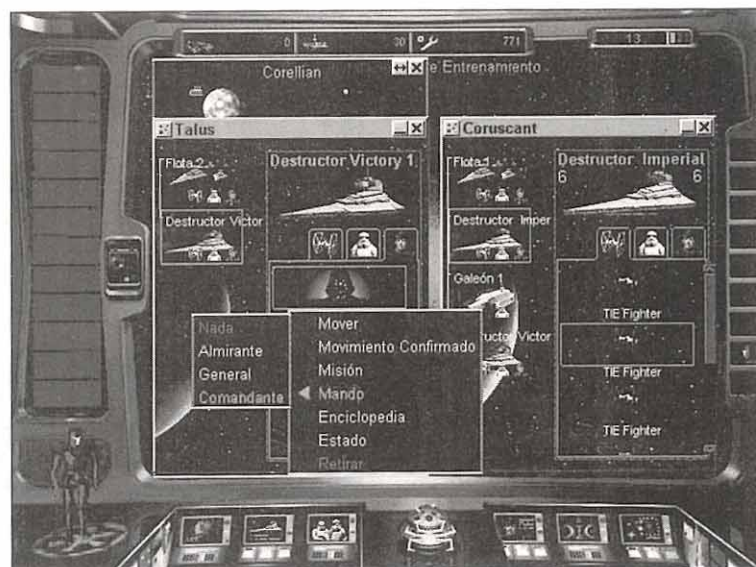 0 30 771 13
Corellian
e Entrenamiento
Talus
Flota 2
Destructor Victor
Destructor Victory 1
Nada
Almirante
General
Comandante
Mover
Movimiento Confirmado
Misión
Mando
Enciclopedia
Estado
Retirar
Coruscant
Flota 1
Destructor Imper
Galeón 1
ructor Victor
Destructor Imperial
6 6
TIE Fighter
TIE Fighter
TIE Fighter